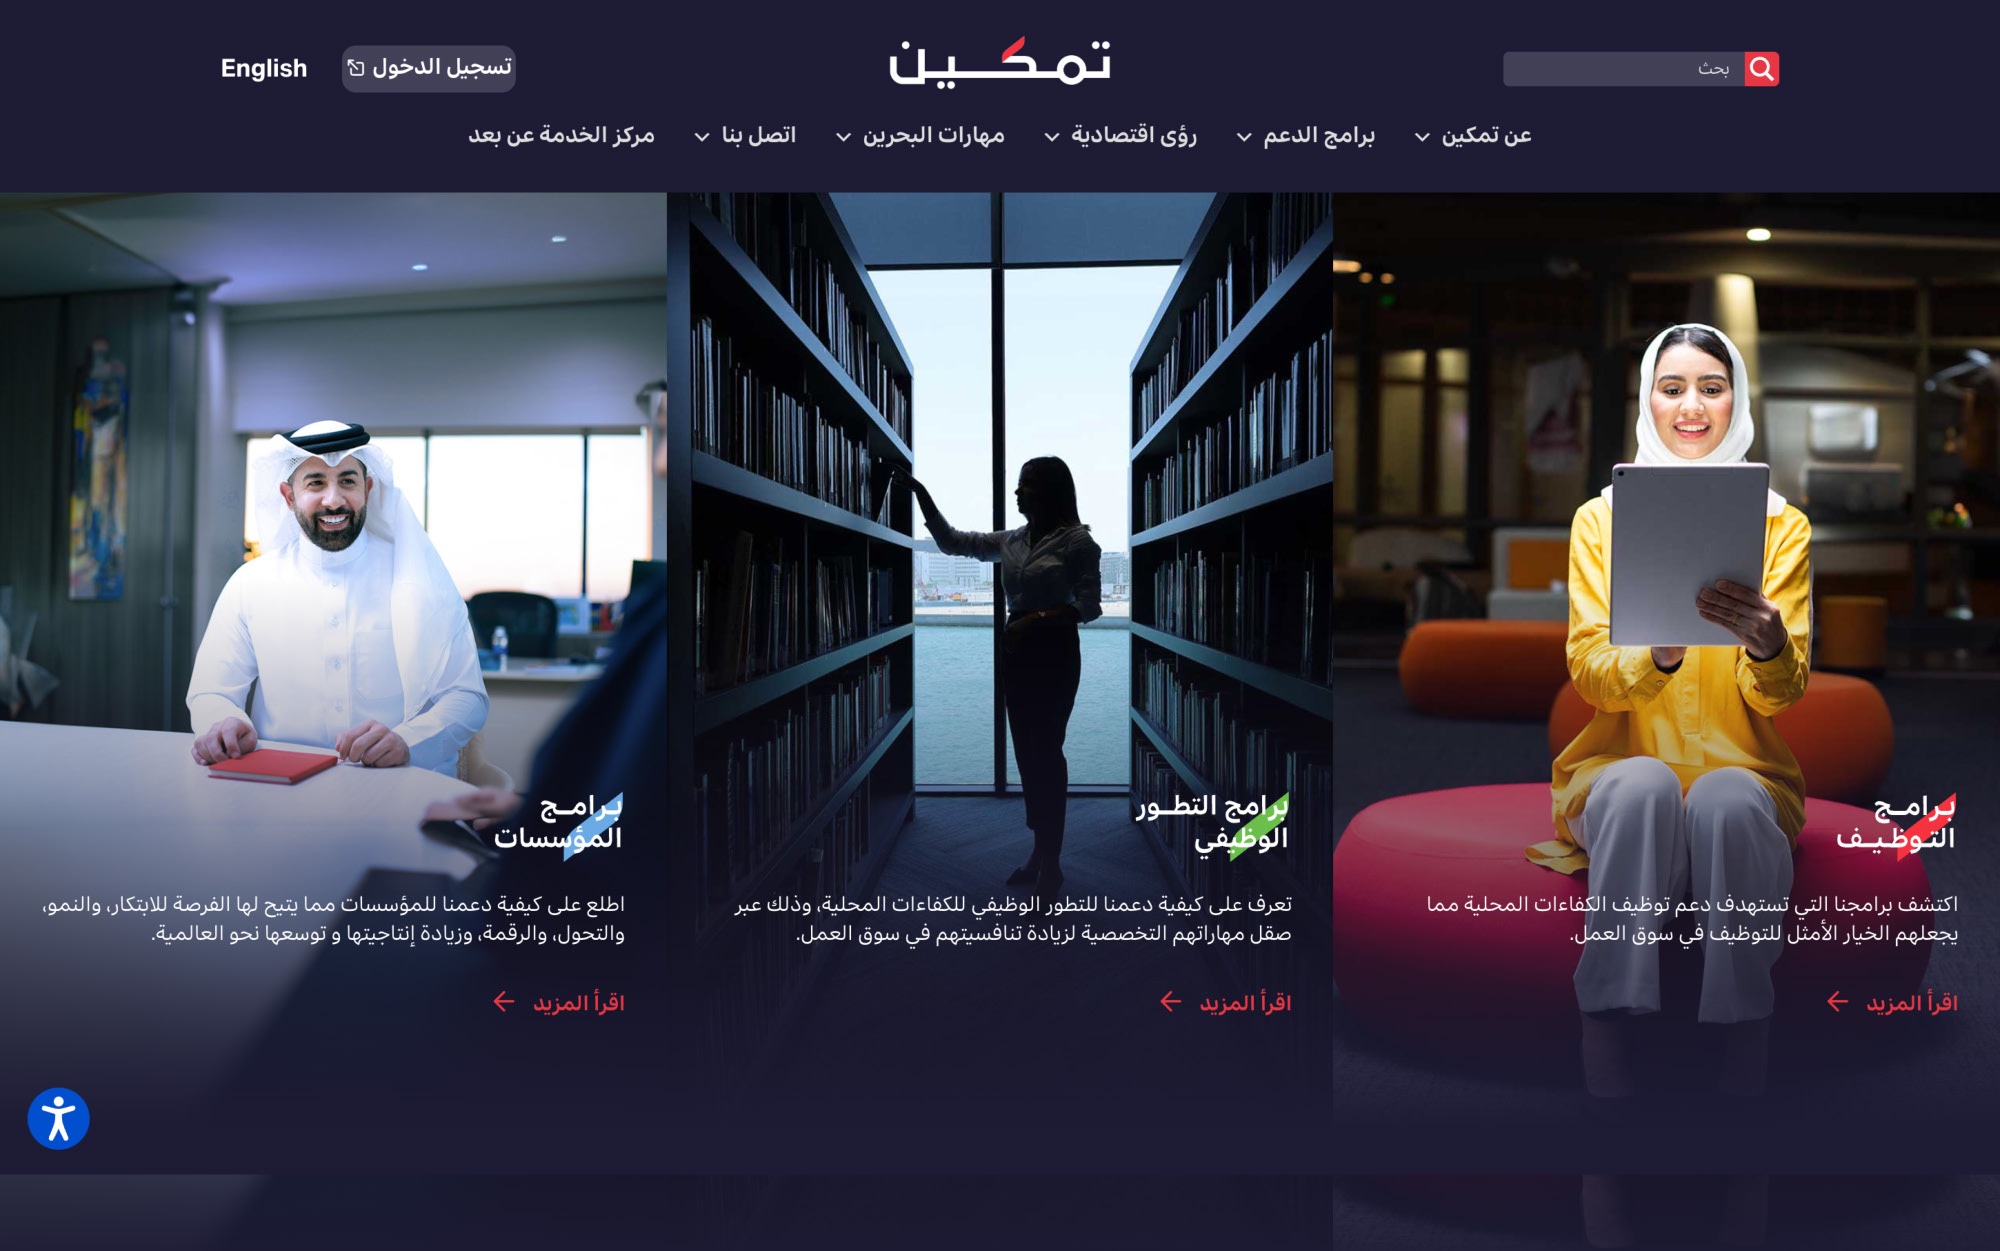 بحث
تمكين
تسجيل الدخول
English
عن تمكين
برامج الدعم
رؤى اقتصادية
مهارات البحرين
اتصل بنا
مركز الخدمة عن بعد
برامـج
التـوظـيـف
اكتشف برامجنا التي تستهدف دعم توظيف الكفاءات المحلية مما
يجعلهم الخيار الأمثل للتوظيف في سوق العمل.
اقرأ المزيد
برامج التطـور
الوظيفي
تعرف على كيفية دعمنا للتطور الوظيفي للكفاءات المحلية، وذلك عبر
صقل مهاراتهم التخصصية لزيادة تنافسيتهم في سوق العمل.
اقرأ المزيد
برامـج
المؤسسات
اطلع على كيفية دعمنا للمؤسسات مما يتيح لها الفرصة للابتكار، والنمو،
والتحول، والرقمة، وزيادة إنتاجيتها و توسعها نحو العالمية.
اقرأ المزيد